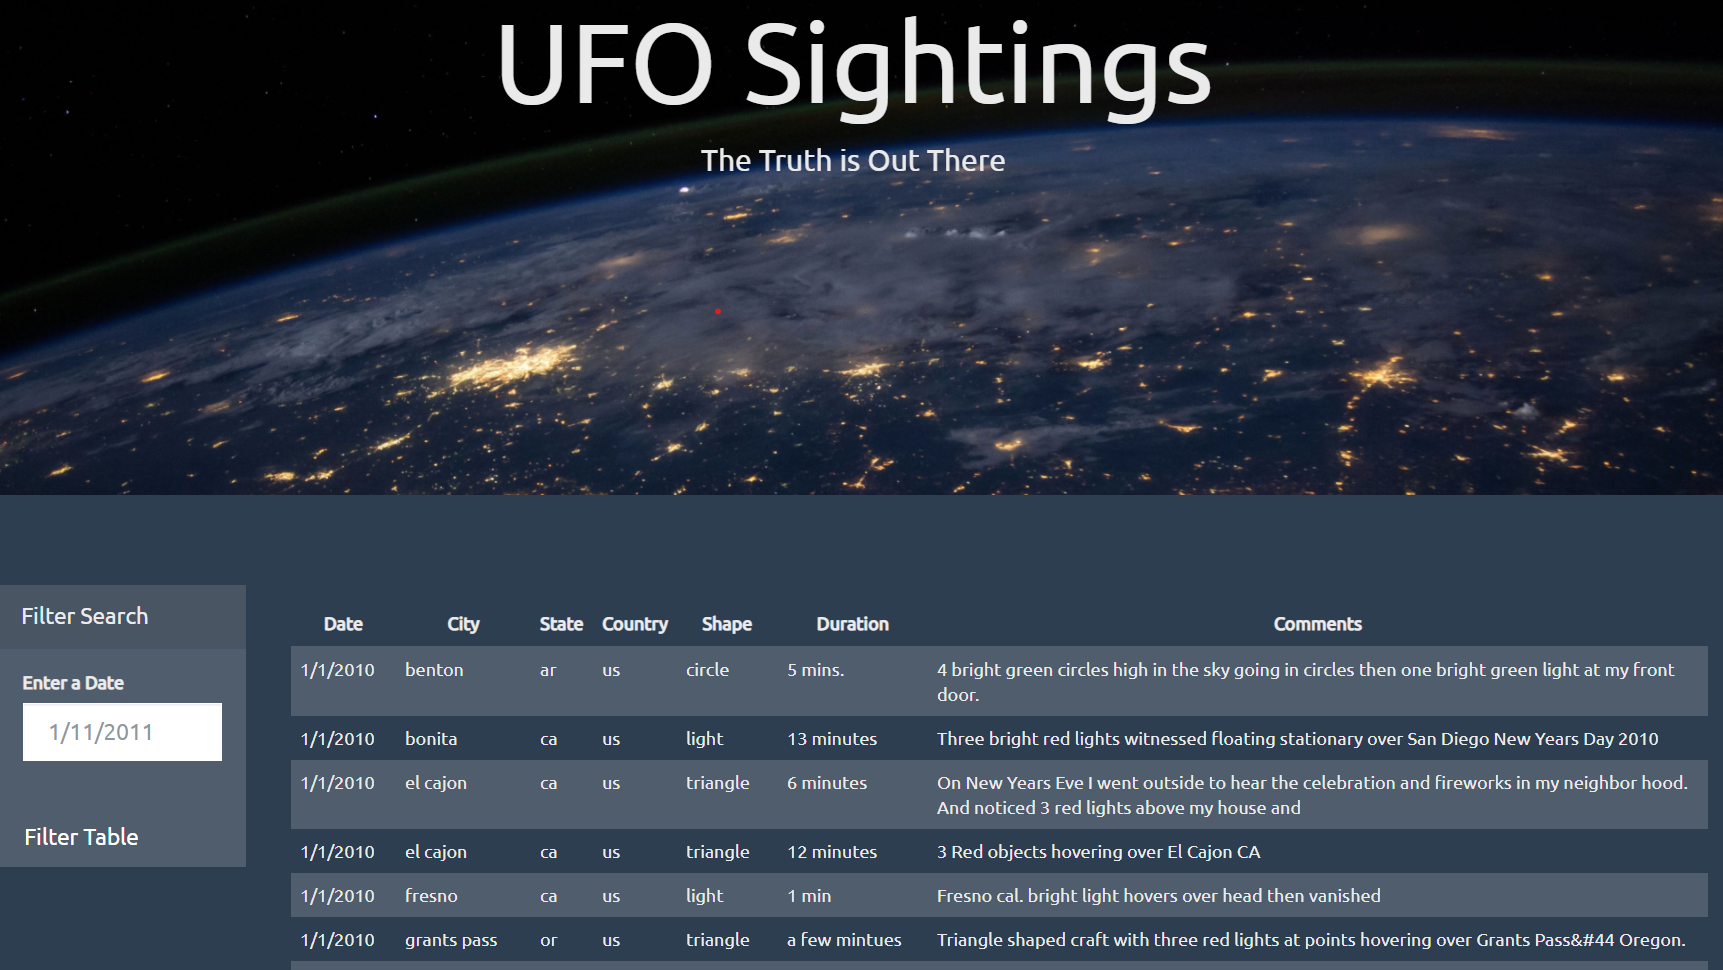 UFO Sightings
The Truth is Out There
Filter Search
Enter a Date
1/11/2011
Filter Table
Date City State Country Shape Duration Comments
1/1/2010 benton ar us circle 5 mins. 4 bright green circles high in the sky going in circles then one bright green light at my front
door.
1/1/2010 bonita ca us light 13 minutes Three bright red lights witnessed floating stationary over San Diego New Years Day 2010
1/1/2010 el cajon ca us triangle 6 minutes On New Years Eve I went outside to hear the celebration and fireworks in my neighbor hood.
And noticed 3 red lights above my house and
1/1/2010 el cajon ca us triangle 12 minutes 3 Red objects hovering over El Cajon CA
1/1/2010 fresno ca us light 1 min Fresno cal. bright light hovers over head then vanished
1/1/2010 grants pass or us triangle a few mintues Triangle shaped craft with three red lights at points hovering over Grants Pass&#44 Oregon.